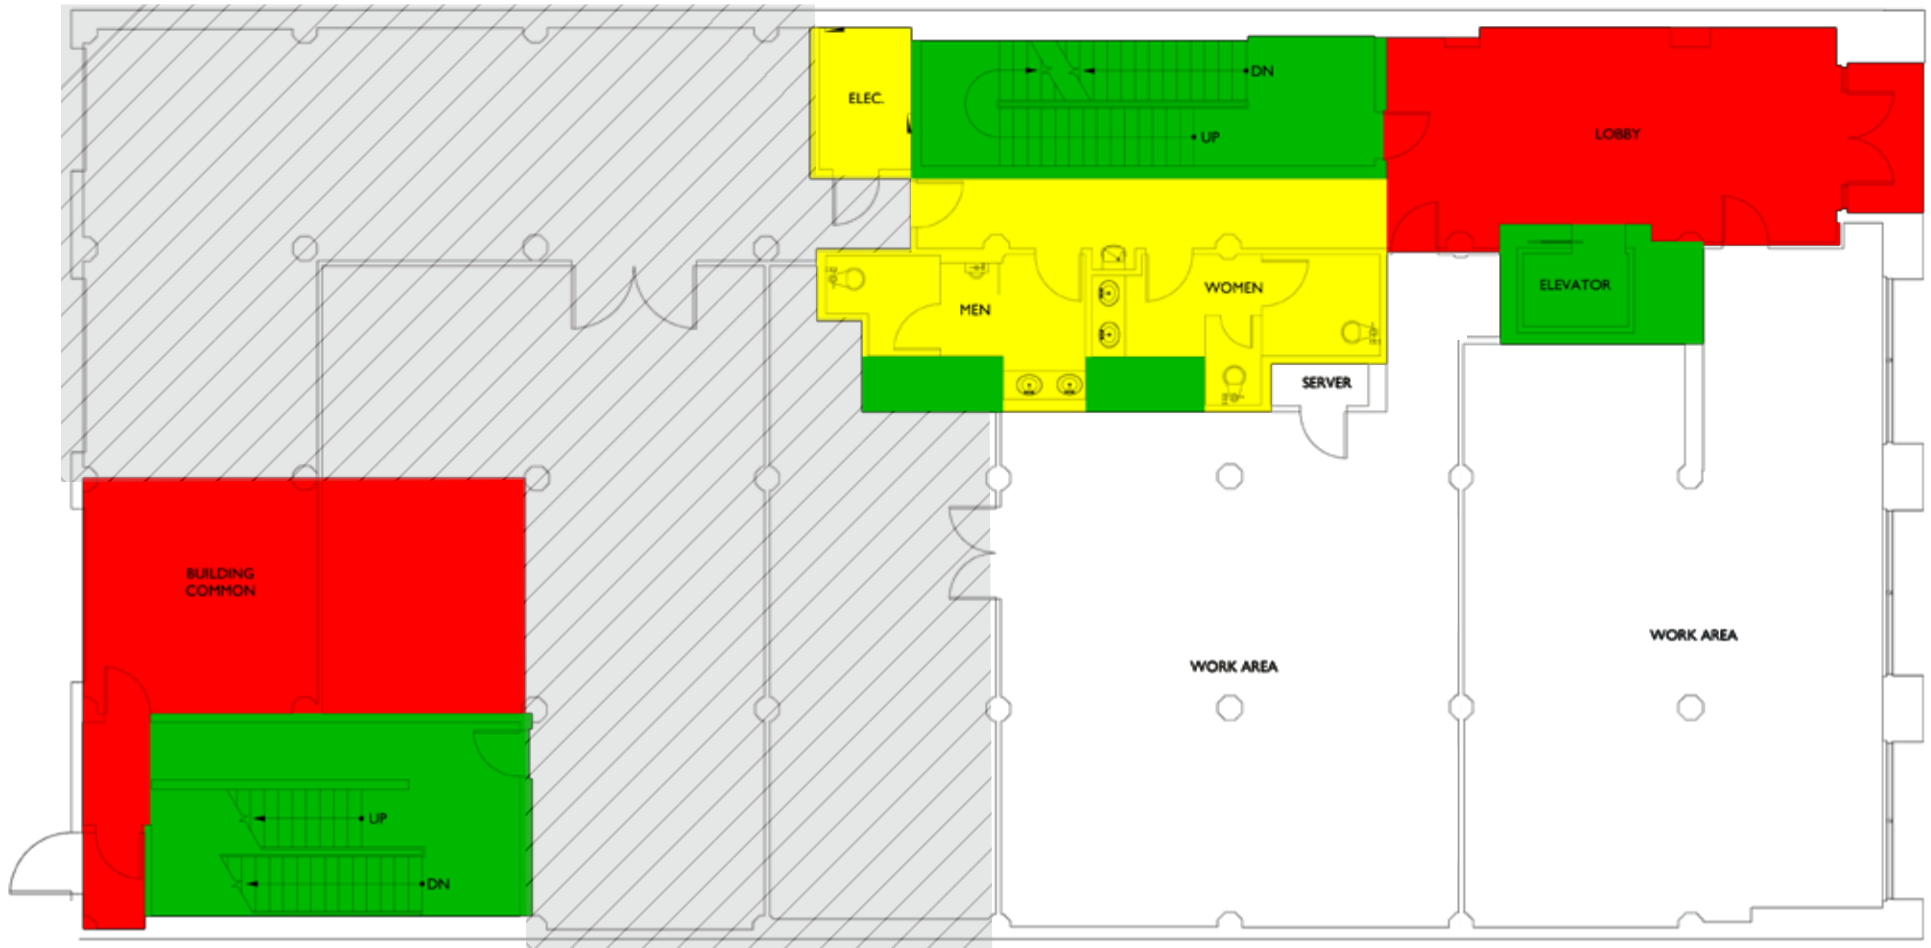 DN
ELEC.
UP
LOBBY
ELEVATOR
WOMEN
MEN
SERVER
BUILDING
COMMON
WORK AREA
WORK AREA
UP
DN